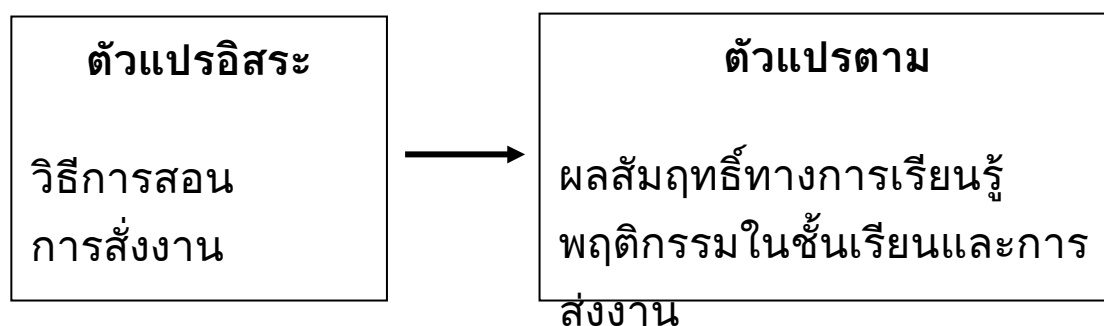 ตัวแปรอิสระ
วิธีการสอน
การสั่งงาน
ตัวแปรตาม
ผลสัมฤทธิ์ทางการเรียนรู้
พฤติกรรมในชั้นเรียนและการ
ส่งงาน